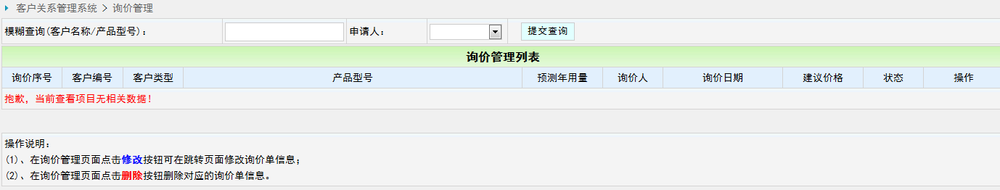 客户关系管理系统 > 询价管理
模糊查询(客户名称/产品型号): 申请人: 提交查询
询价管理列表
询价序号 客户编号 客户类型 产品型号 预测年用量 询价人 询价日期 建议价格 状态 操作
抱歉，当前查看项目无相关数据！
操作说明：
(1)、在询价管理页面点击修改按钮可在跳转页面修改询价单信息；
(2)、在询价管理页面点击删除按钮删除对应的询价单信息。